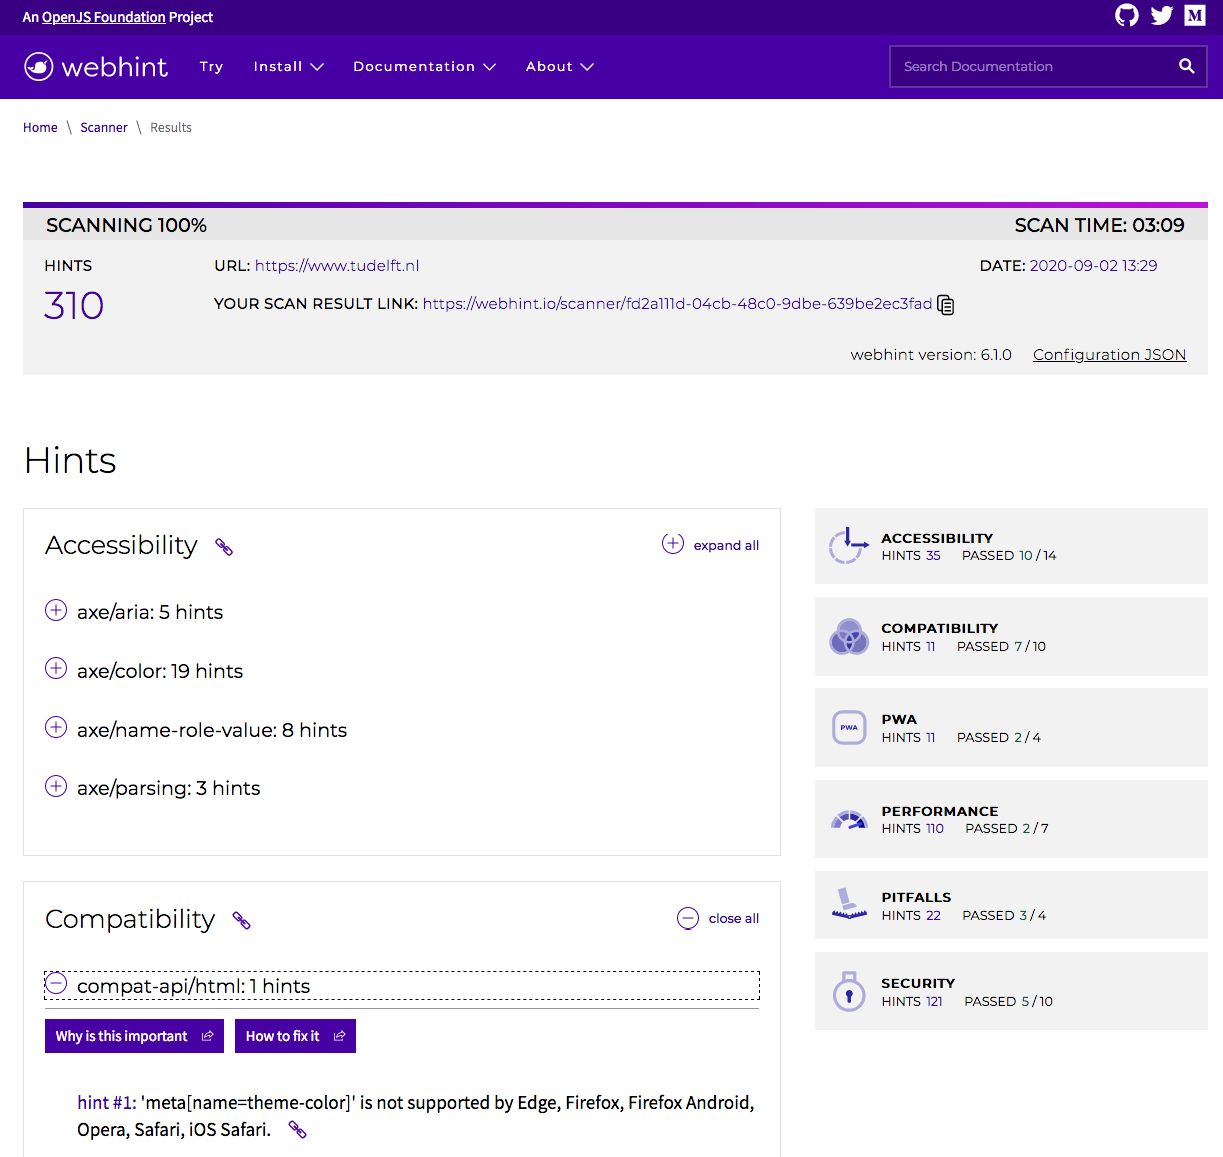 An OpenJS Foundation Project
webhint
Try
Install
Documentation
About
Search Documentation
Home \ Scanner \ Results
SCANNING 100%
SCAN TIME: 03:09
HINTS
310
URL: https://www.tudelft.nl
DATE: 2020-09-02 13:29
YOUR SCAN RESULT LINK: https://webhint.io/scanner/fd2a111d-04cb-48c0-9dbe-639be2ec3fad
webhint version: 6.1.0
Configuration JSON
Hints
Accessibility
expand all
axe/aria: 5 hints
axe/color: 19 hints
axe/name-role-value: 8 hints
axe/parsing: 3 hints
Compatibility
close all
compat-api/html: 1 hints
Why is this important
How to fix it
hint #1: 'meta[name=theme-color]' is not supported by Edge, Firefox, Firefox Android,
Opera, Safari, iOS Safari.
ACCESSIBILITY
HINTS 35 PASSED 10 / 14
COMPATIBILITY
HINTS 11 PASSED 7 / 10
PWA
PWA
HINTS 11 PASSED 2 / 4
PERFORMANCE
HINTS 110 PASSED 2 / 7
PITFALLS
HINTS 22 PASSED 3 / 4
SECURITY
HINTS 121 PASSED 5 / 10